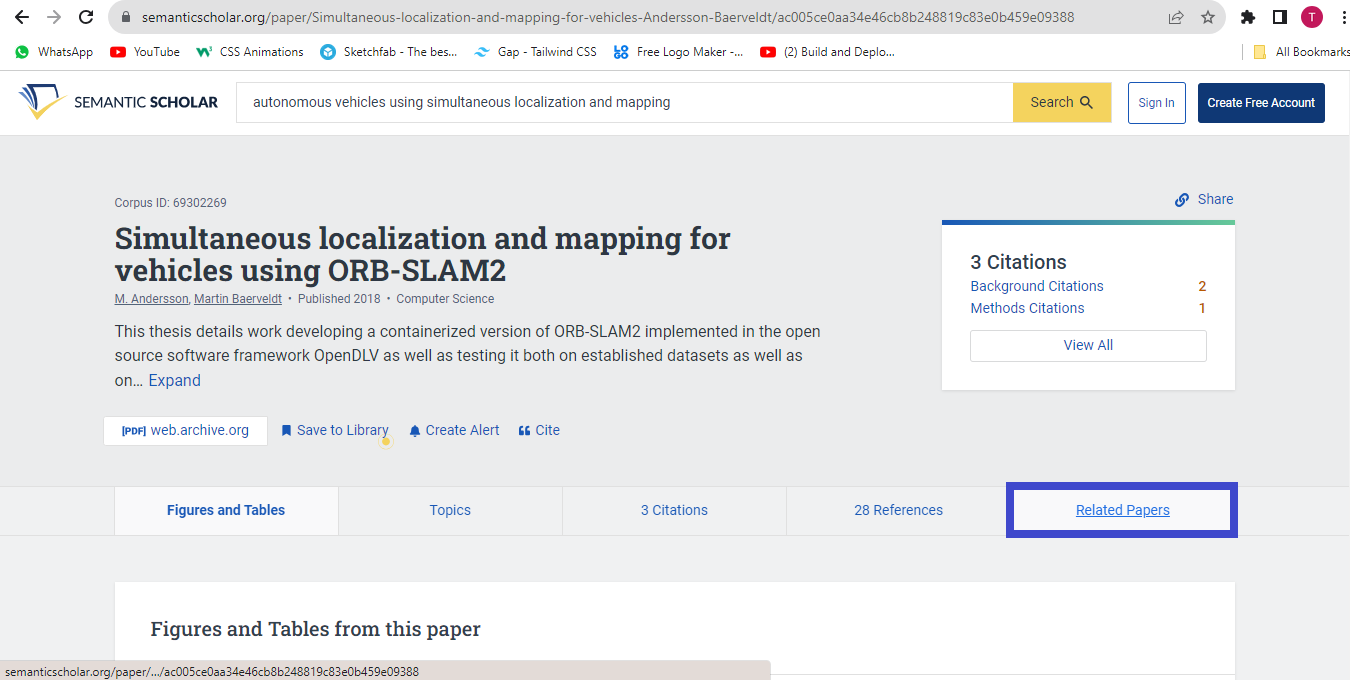 semanticscholar.org/paper/Simultaneous-localization-and-mapping-for-vehicles-Andersson-Baerveldt/ac005ce0aa34e46cb8b248819c83e0b459e09388
T
WhatsApp YouTube CSS Animations Sketchfab - The bes... Gap - Tailwind CSS Free Logo Maker -... (2) Build and Deplo... All Bookmarks
SEMANTIC SCHOLAR autonomous vehicles using simultaneous localization and mapping Search Sign In Create Free Account
Share
Corpus ID: 69302269
Simultaneous localization and mapping for
vehicles using ORB-SLAM2
M. Andersson, Martin Baerveldt • Published 2018 • Computer Science
This thesis details work developing a containerized version of ORB-SLAM2 implemented in the open
source software framework OpenDLV as well as testing it both on established datasets as well as
on... Expand
3 Citations
Background Citations 2
Methods Citations 1
View All
[PDF] web.archive.org Save to Library Create Alert Cite
Figures and Tables Topics 3 Citations 28 References Related Papers
Figures and Tables from this paper
semanticscholar.org/paper/.../ac005ce0aa34e46cb8b248819c83e0b459e09388